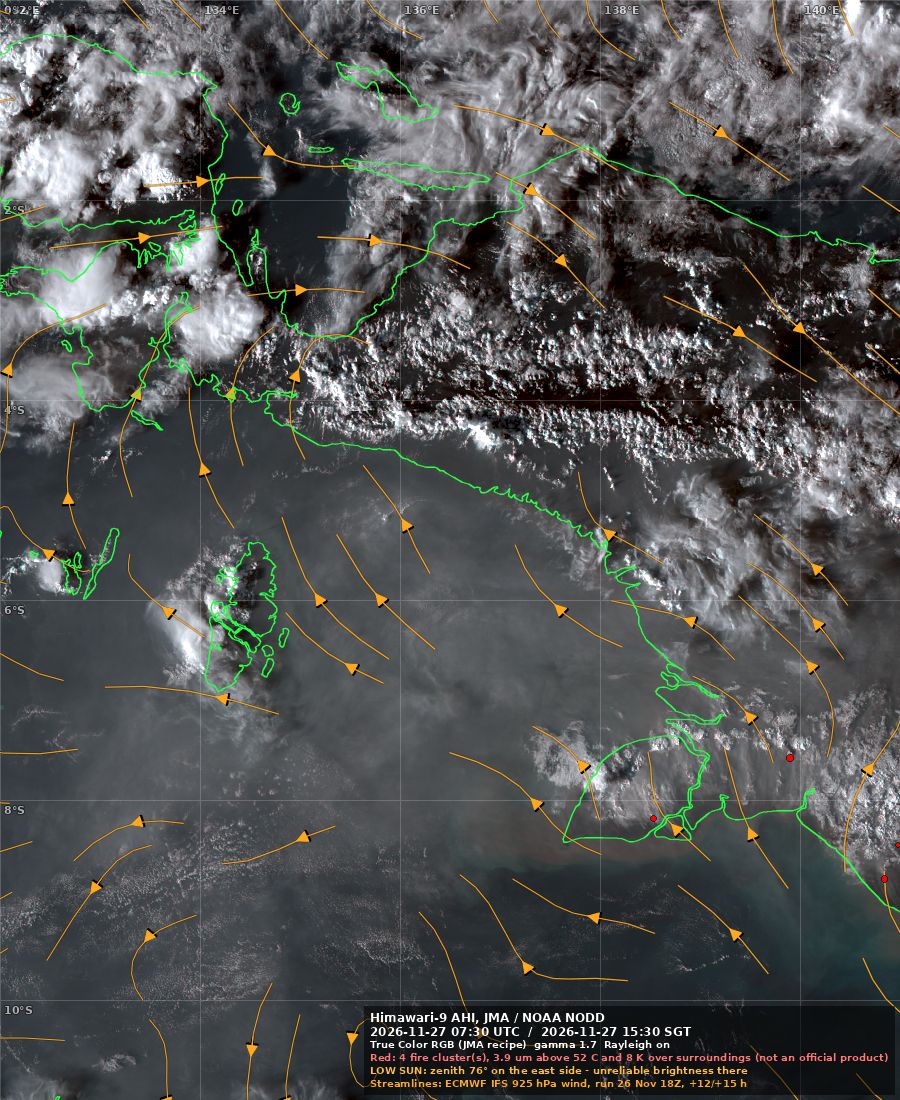 0°2°E 134°E 136°E 138°E 140°E
2°S
4°S
6°S
8°S
10°S
Himawari-9 AHI, JMA / NOAA NODD
2026-11-27 07:30 UTC / 2026-11-27 15:30 SGT
True Color RGB (JMA recipe) gamma 1.7 Rayleigh on
Red: 4 fire cluster(s), 3.9 um above 52 C and 8 K over surroundings (not an official product)
LOW SUN: zenith 76° on the east side - unreliable brightness there
Streamlines: ECMWF IFS 925 hPa wind, run 26 Nov 18Z, +12/+15 h